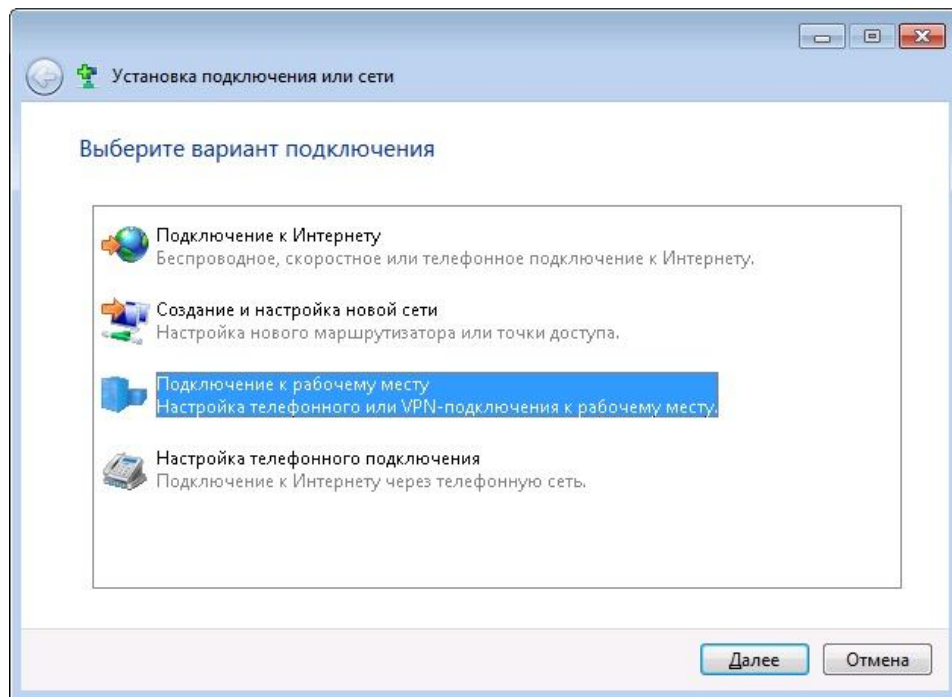 Установка подключения или сети
Выберите вариант подключения
Подключение к Интернету
Беспроводное, скоростное или телефонное подключение к Интернету.
Создание и настройка новой сети
Настройка нового маршрутизатора или точки доступа.
Подключение к рабочему месту
Настройка телефонного или VPN-подключения к рабочему месту.
Настройка телефонного подключения
Подключение к Интернету через телефонную сеть.
Далее
Отмена